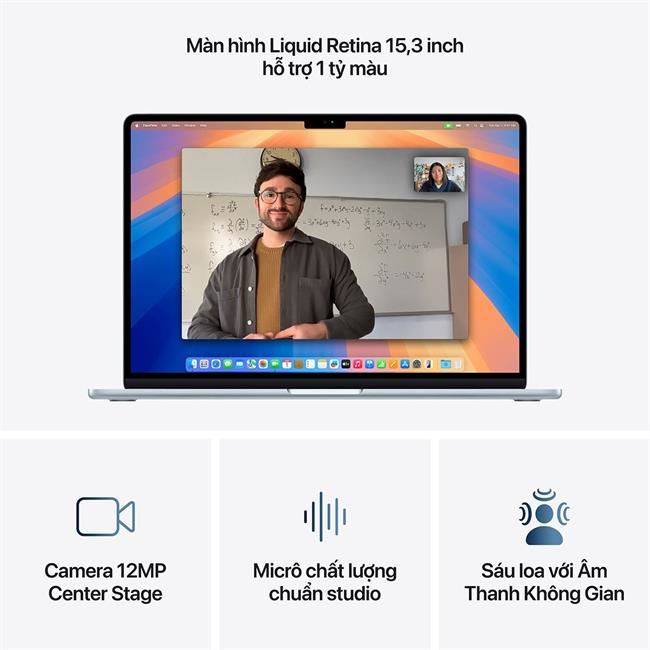 Màn hình Liquid Retina 15,3 inch
hỗ trợ 1 tỷ màu
Camera 12MP
Center Stage
Micrô chất lượng
chuẩn studio
Sáu loa với Âm
Thanh Không Gian